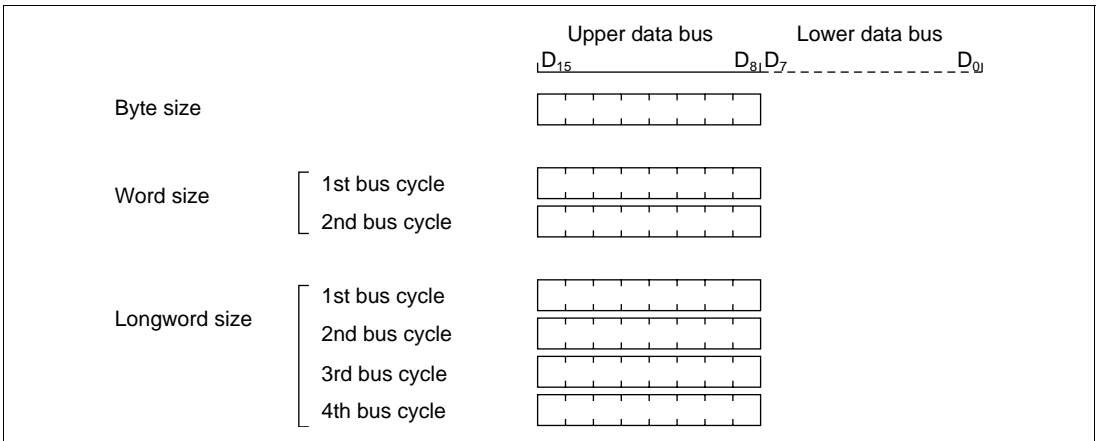 Upper data bus Lower data bus
D15 D8 D7 D0
Byte size
Word size
1st bus cycle
2nd bus cycle
Longword size
1st bus cycle
2nd bus cycle
3rd bus cycle
4th bus cycle